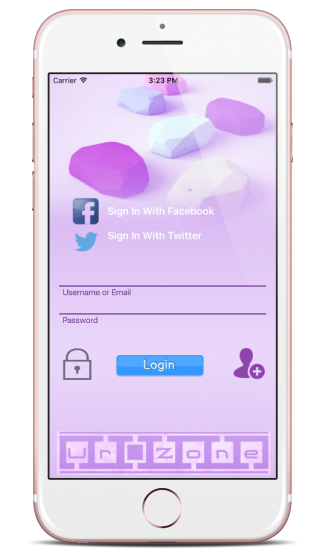 Carrier 3:23 PM
Sign In With Facebook
Sign In With Twitter
Username or Email
Password
Login
ur Zone